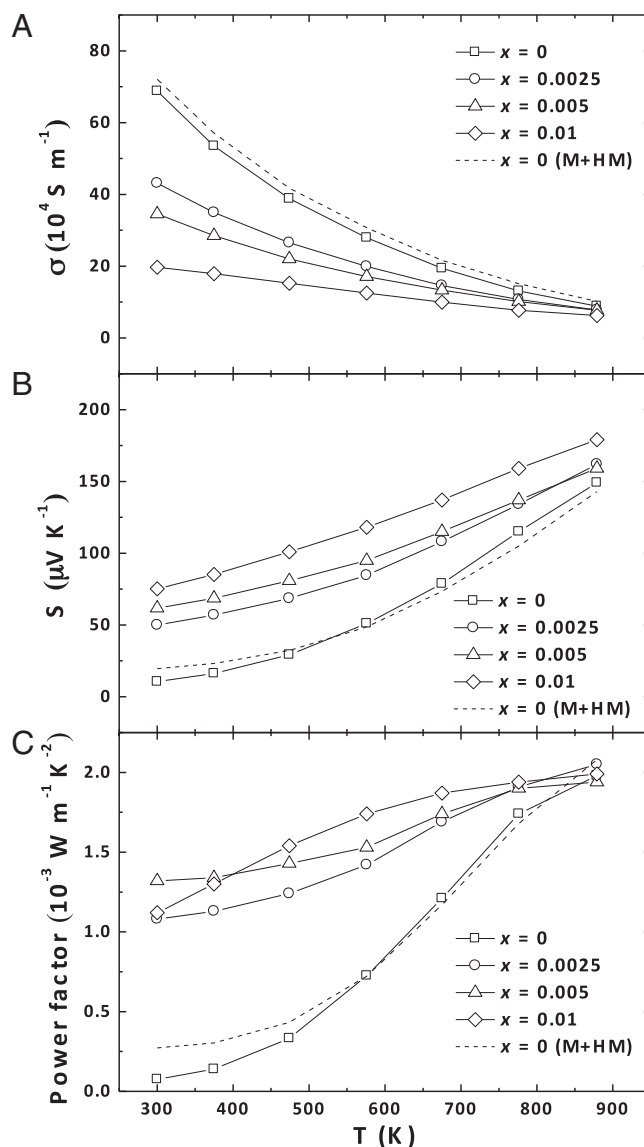 A
80
60
40
20
0
σ (10⁴ S m⁻¹)
x = 0
x = 0.0025
x = 0.005
x = 0.01
x = 0 (M+HM)
B
200
150
100
50
0
S (μV K⁻¹)
x = 0
x = 0.0025
x = 0.005
x = 0.01
x = 0 (M+HM)
C
2.0
1.5
1.0
0.5
0.0
Power factor (10⁻³ W m⁻¹ K⁻²)
x = 0
x = 0.0025
x = 0.005
x = 0.01
x = 0 (M+HM)
300 400 500 600 700 800 900
T (K)